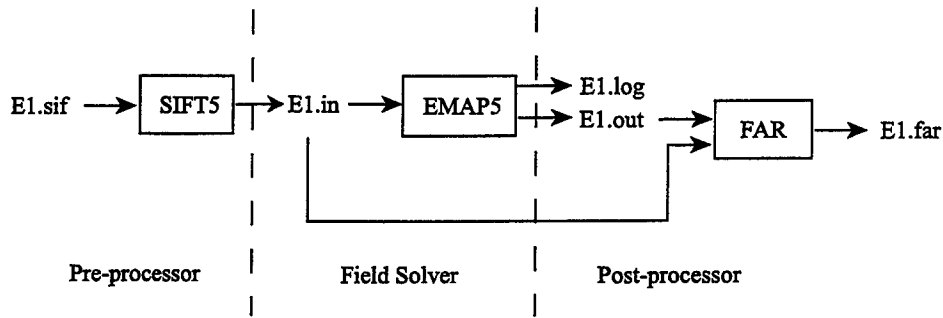 E1.sif
SIFT5
E1.in
EMAP5
E1.log
E1.out
FAR
E1.far
Pre-processor
Field Solver
Post-processor